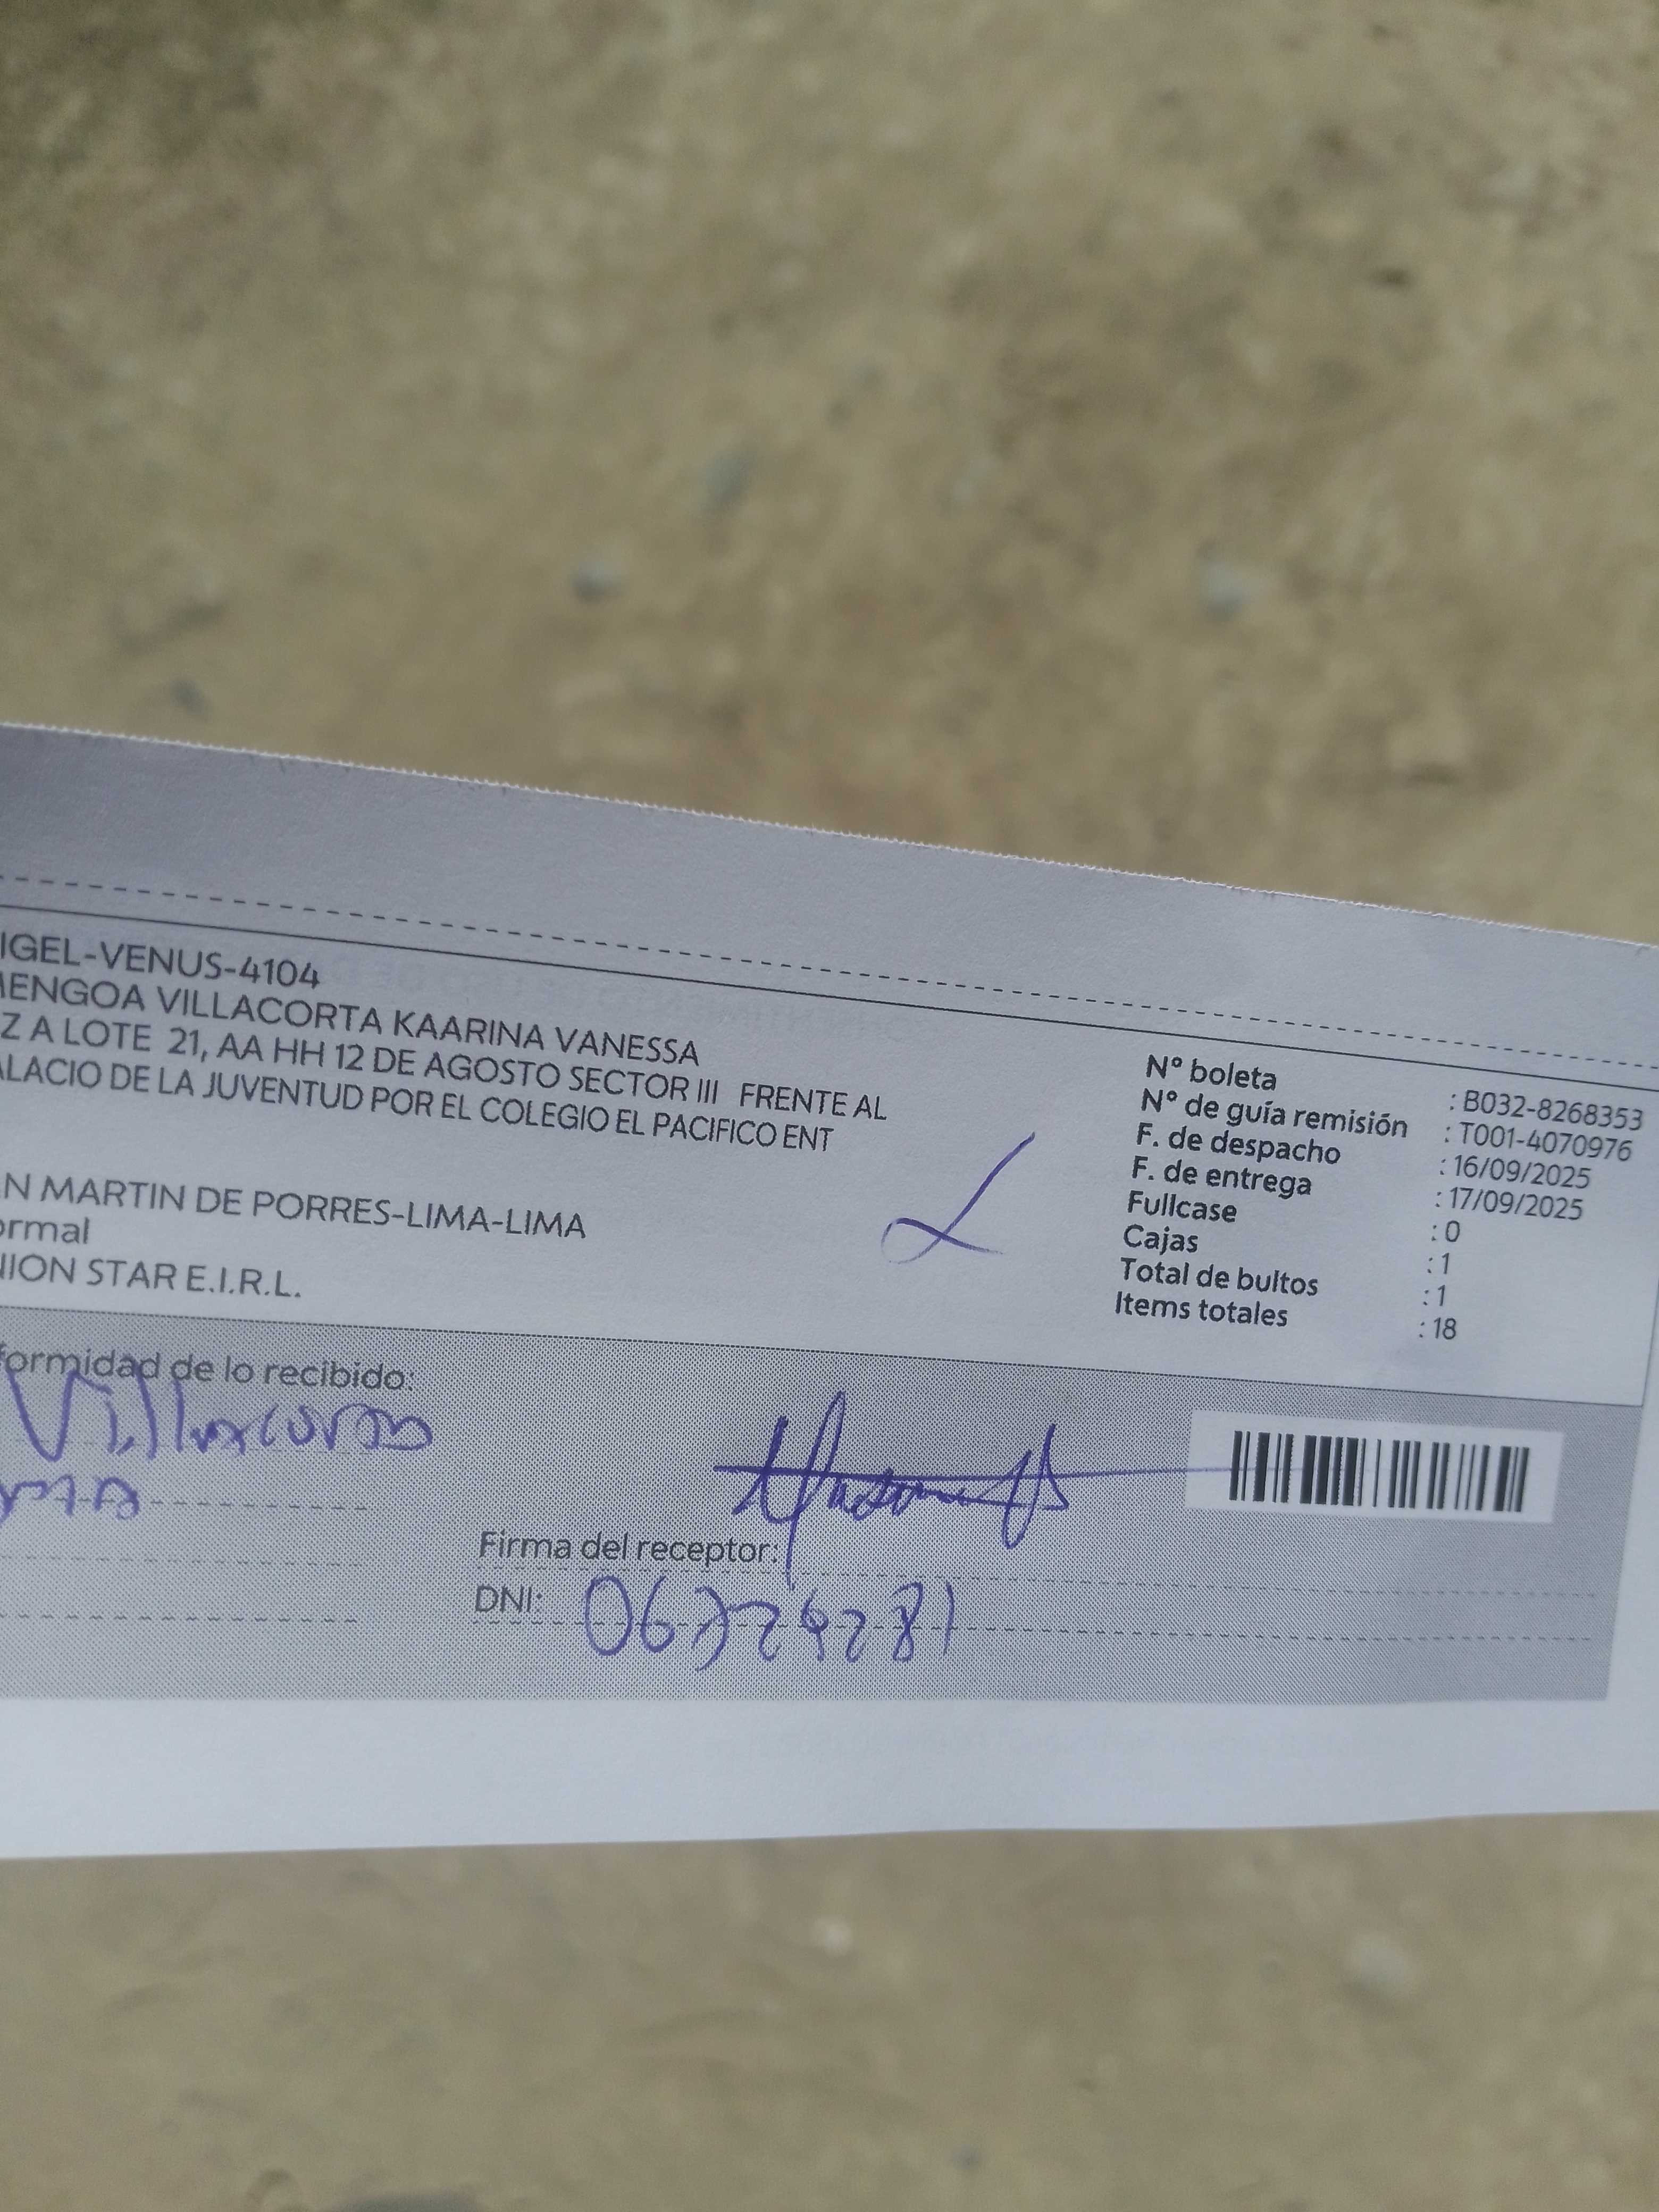 IGEL-VENUS-4104
MENGOA VILLACORTA KAARINA VANESSA
Z A LOTE 21, AA HH 12 DE AGOSTO SECTOR III FRENTE AL
ALACIO DE LA JUVENTUD POR EL COLEGIO EL PACIFICO ENT
N MARTIN DE PORRES-LIMA-LIMA
ormal
NION STAR E.I.R.L.
N° boleta : B032-8268353
N° de guía remisión : T001-4070976
F. de despacho : 16/09/2025
F. de entrega : 17/09/2025
Fullcase : 0
Cajas : 1
Total de bultos : 1
Items totales : 18
formidad de lo recibido:
Villacorta
Firma del receptor:
DNI: